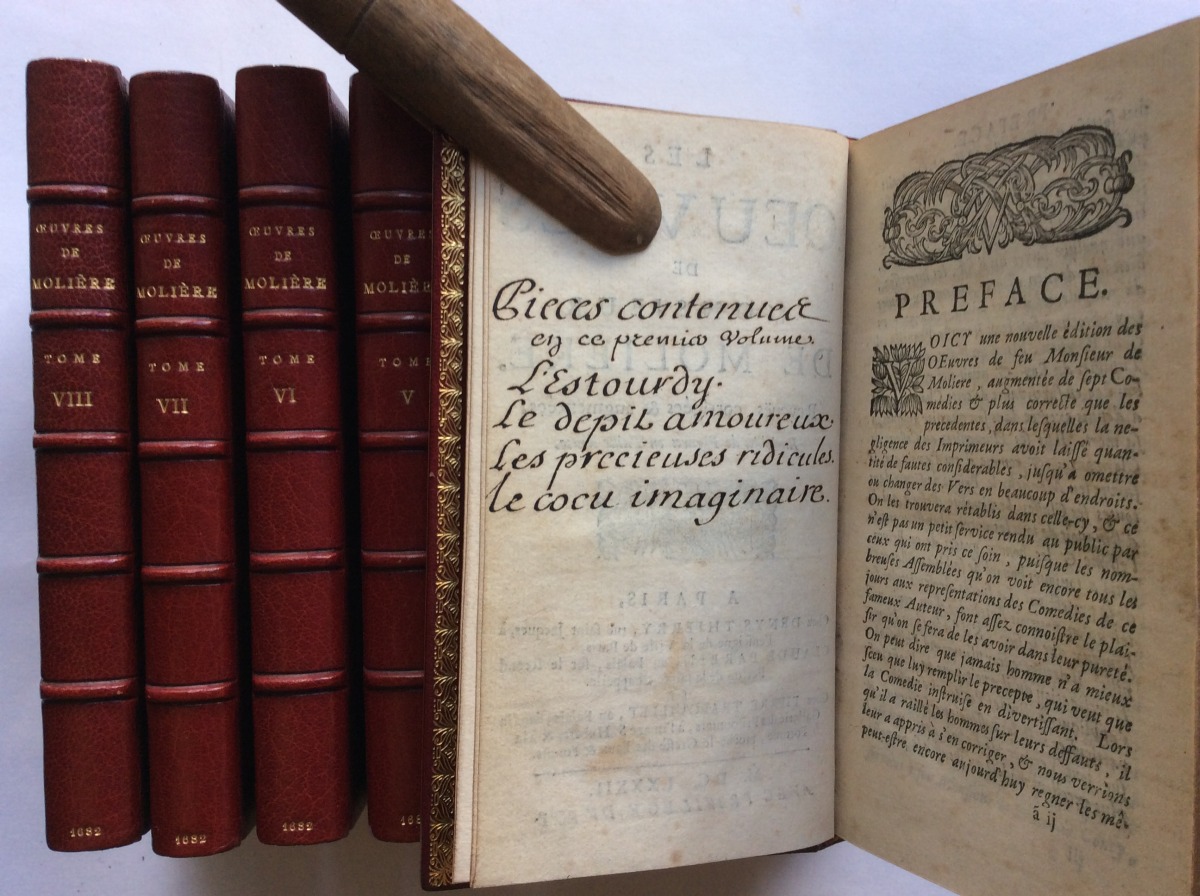 ŒUVRES
DE
MOLIÈRE
TOME
VIII
1682
ŒUVRES
DE
MOLIÈRE
TOME
VII
1682
ŒUVRES
DE
MOLIÈRE
TOME
VI
1682
ŒUVRES
DE
MOLIÈ
TOM
V
168
Pieces contenues
en ce premier Volume.
L'Estourdy.
Le depit amoureux.
Les precieuses ridicules.
le cocu imaginaire.
PREFACE.
VOICY une nouvelle édition des
OEuvres de feu Monsieur de
Moliere, augmentée de sept Co-
medies & plus correcte que les
precedentes, dans lesquelles la ne-
gligence des Imprimeurs avoit laissé quan-
tité de fautes considerables, jusqu'à omettre
ou changer des Vers en beaucoup d'endroits.
On les trouvera rétablis dans celle-cy, & ce
n'est pas un petit service rendu au public par
ceux qui ont pris ce soin, puisque les nom-
breuses Assemblées qu'on voit encore tous les
jours aux representations des Comedies de ce
fameux Auteur, font assez connoistre le plai-
sir qu'on se fera de les avoir dans leur pureté.
On peut dire que jamais homme n'a mieux
sceu que luy remplir le precepte, qui veut que
la Comedie instruise en divertissant. Lors
qu'il a raillé les hommes sur leurs deffauts, il
leur a appris à s'en corriger, & nous verrions
peut-estre encore aujourd'huy regner les mê-
ã ij